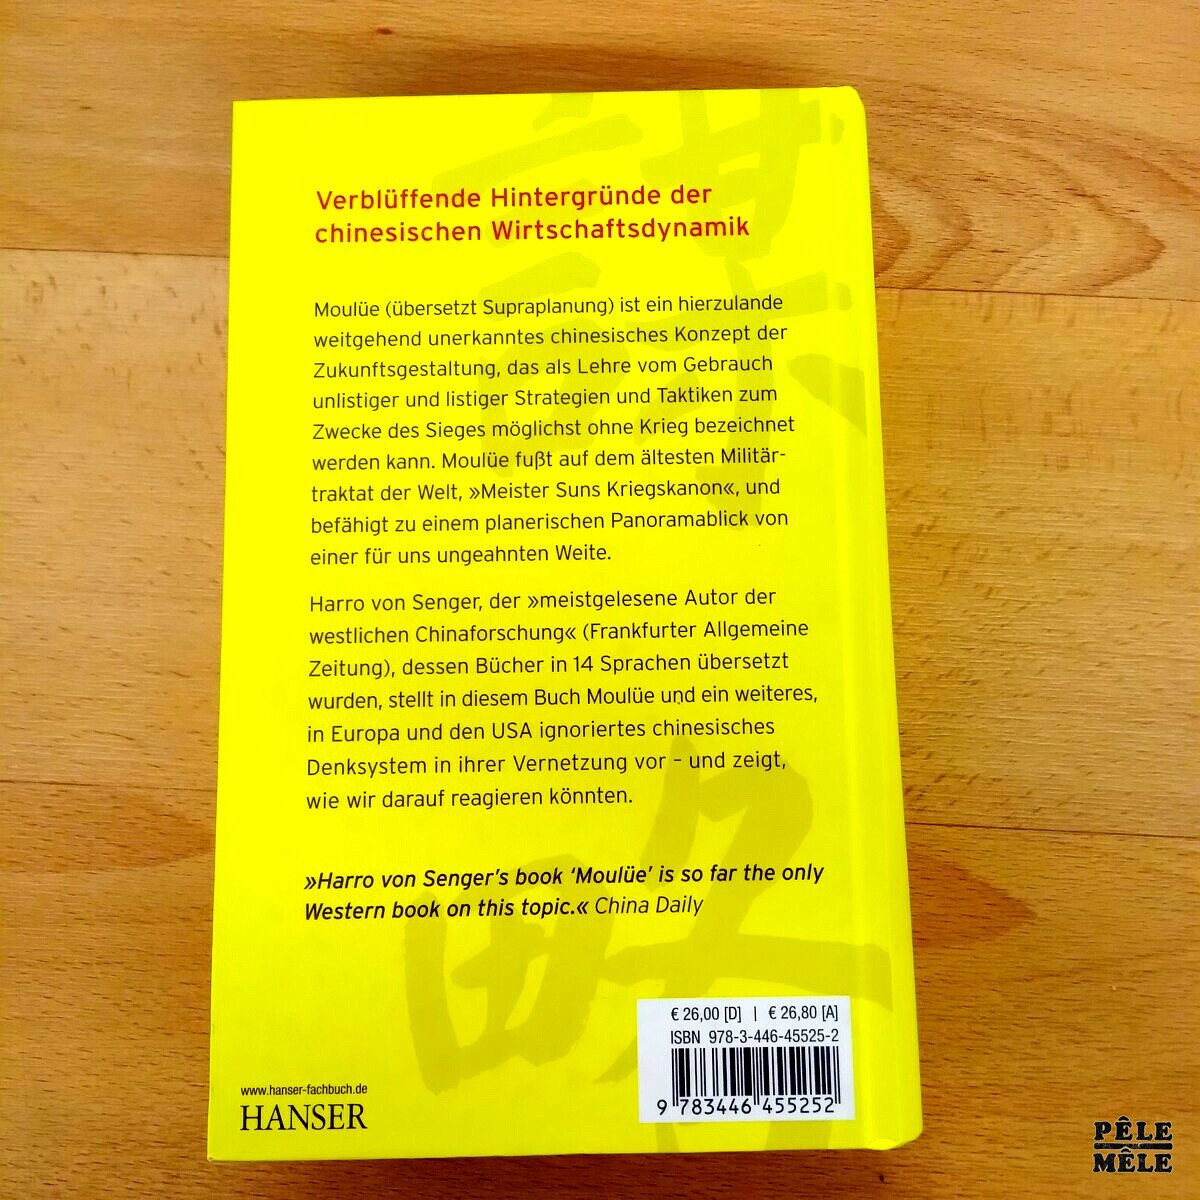 Verblüffende Hintergründe der
chinesischen Wirtschaftsdynamik
Moulüe (übersetzt Supraplanung) ist ein hierzulande
weitgehend unerkanntes chinesisches Konzept der
Zukunftsgestaltung, das als Lehre vom Gebrauch
unlistiger und listiger Strategien und Taktiken zum
Zwecke des Sieges möglichst ohne Krieg bezeichnet
werden kann. Moulüe fußt auf dem ältesten Militär-
traktat der Welt, »Meister Suns Kriegskanon«, und
befähigt zu einem planerischen Panoramablick von
einer für uns ungeahnten Weite.
Harro von Senger, der »meistgelesene Autor der
westlichen Chinaforschung« (Frankfurter Allgemeine
Zeitung), dessen Bücher in 14 Sprachen übersetzt
wurden, stellt in diesem Buch Moulüe und ein weiteres,
in Europa und den USA ignoriertes chinesisches
Denksystem in ihrer Vernetzung vor – und zeigt,
wie wir darauf reagieren könnten.
»Harro von Senger's book ‘Moulüe’ is so far the only
Western book on this topic.« China Daily
€ 26,00 [D] | € 26,80 [A]
ISBN 978-3-446-45525-2
9 783446 455252
www.hanser-fachbuch.de
HANSER
PÊLE
MÊLE